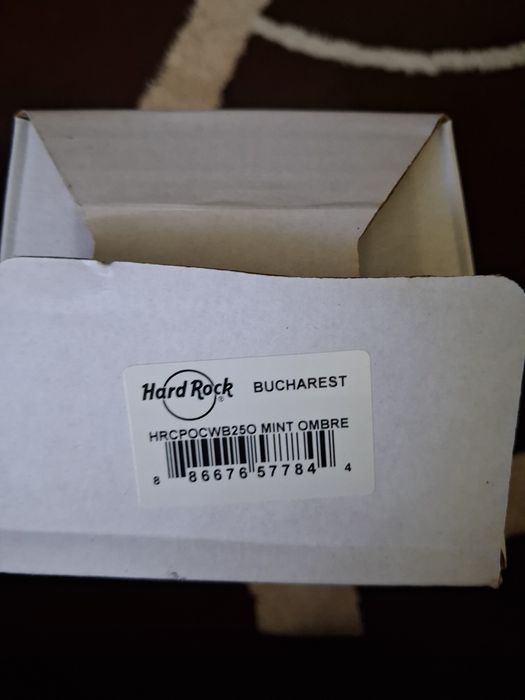 Hard Rock® BUCHAREST
HRCPOCWB25O MINT OMBRE
8 86676 57784 4